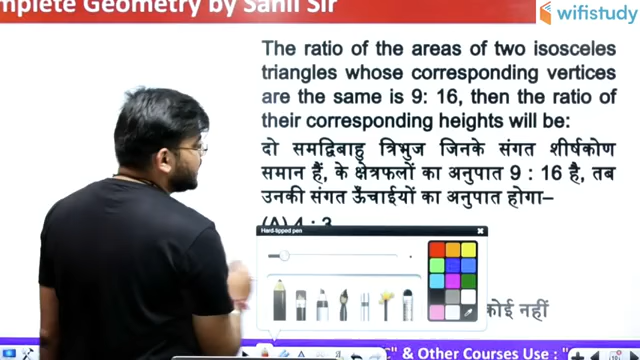 mplete Geometry by Sahil Sir
wifistudy
The ratio of the areas of two isosceles
triangles whose corresponding vertices
are the same is 9: 16, then the ratio of
their corresponding heights will be:
दो समद्विबाहु त्रिभुज जिनके संगत शीर्षकोण
समान हैं, के क्षेत्रफलों का अनुपात 9 : 16 है, तब
उनकी संगत ऊँचाईयों का अनुपात होगा–
(A) 4 : 3
Hard-tipped pen
कोई नहीं
& Other Courses Use : "